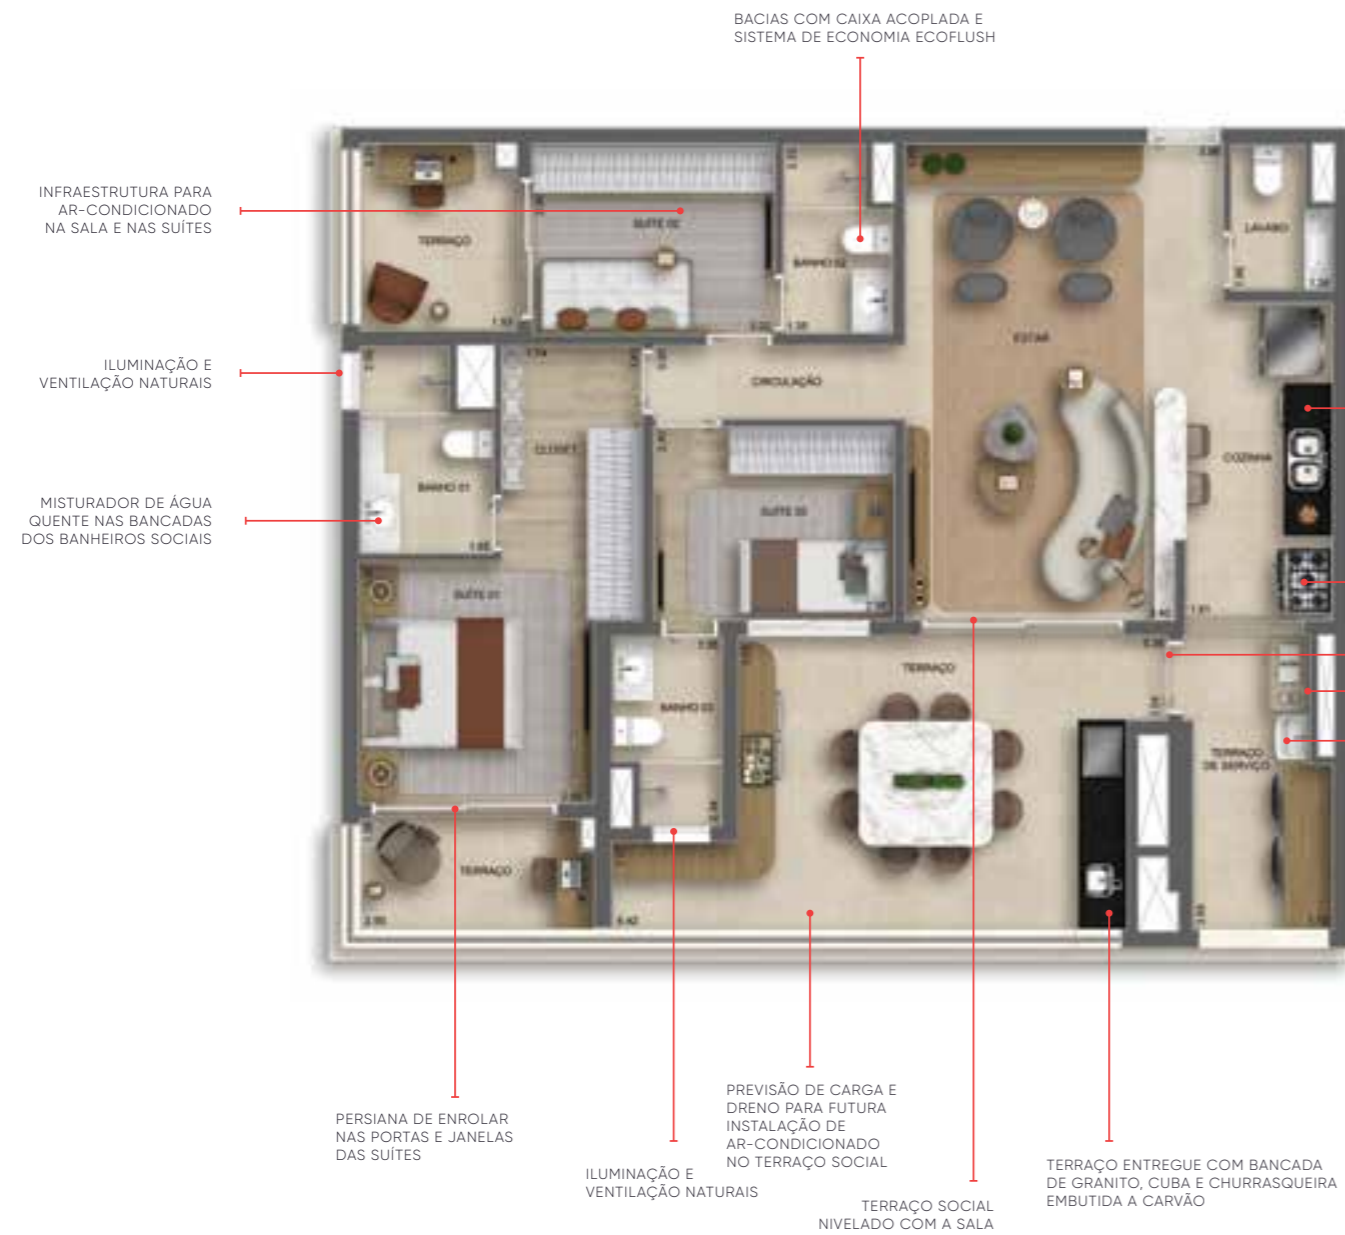 BACIAS COM CAIXA ACOPLADA E
SISTEMA DE ECONOMIA ECOFLUSH
INFRAESTRUTURA PARA
AR-CONDICIONADO
NA SALA E NAS SUÍTES
ILUMINAÇÃO E
VENTILAÇÃO NATURAIS
MISTURADOR DE ÁGUA
QUENTE NAS BANCADAS
DOS BANHEIROS SOCIAIS
TERRAÇO
SUÍTE 02
BANHO 02
LAVABO
ESTAR
CIRCULAÇÃO
CLOSET
COZINHA
BANHO 01
SUÍTE 03
SUÍTE 01
TERRAÇO
BANHO 03
TERRAÇO
DE SERVIÇO
TERRAÇO
PERSIANA DE ENROLAR
NAS PORTAS E JANELAS
DAS SUÍTES
ILUMINAÇÃO E
VENTILAÇÃO NATURAIS
PREVISÃO DE CARGA E
DRENO PARA FUTURA
INSTALAÇÃO DE
AR-CONDICIONADO
NO TERRAÇO SOCIAL
TERRAÇO SOCIAL
NIVELADO COM A SALA
TERRAÇO ENTREGUE COM BANCADA
DE GRANITO, CUBA E CHURRASQUEIRA
EMBUTIDA A CARVÃO